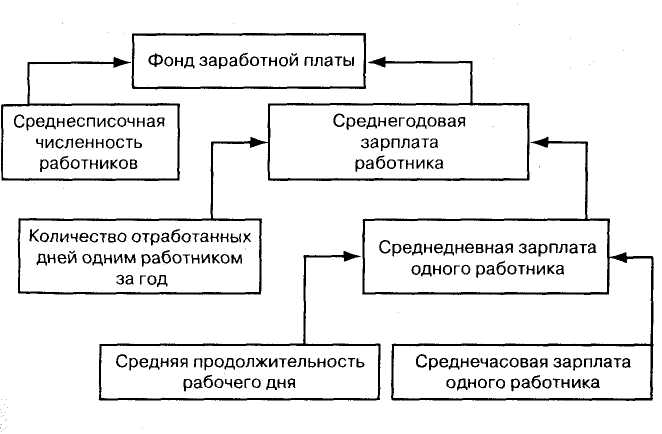 Фонд заработной платы
Среднесписочная
численность
работников
Среднегодовая
зарплата
работника
Количество отработанных
дней одним работником
за год
Среднедневная зарплата
одного работника
Средняя продолжительность
рабочего дня
Среднечасовая зарплата
одного работника